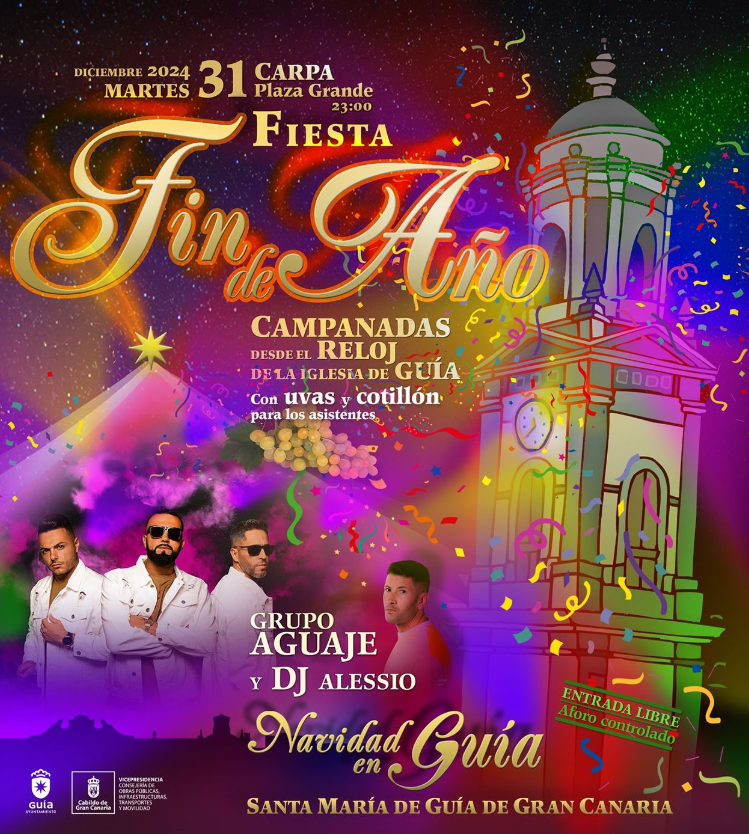 DICIEMBRE 2024
MARTES 31
CARPA
Plaza Grande
23:00
FIESTA
Fin de Año
CAMPANADAS
DESDE EL RELOJ
DE LA IGLESIA DE GUÍA
Con uvas y cotillón
para los asistentes
GRUPO
AGUAJE
Y DJ ALESSIO
ENTRADA LIBRE
Aforo controlado
Navidad
en Guía
SANTA MARÍA DE GUÍA DE GRAN CANARIA
GUÍA
AYUNTAMIENTO
Cabildo de
Gran Canaria
VICEPRESIDENCIA
CONSEJERÍA DE
OBRAS PÚBLICAS,
INFRAESTRUCTURAS,
TRANSPORTES
Y MOVILIDAD